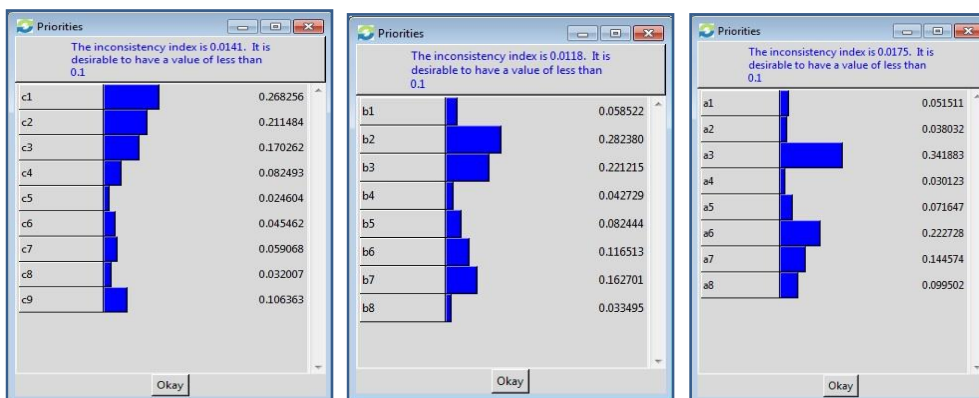 Priorities
The inconsistency index is 0.0141. It is
desirable to have a value of less than
0.1
c1 0.268256
c2 0.211484
c3 0.170262
c4 0.082493
c5 0.024604
c6 0.045462
c7 0.059068
c8 0.032007
c9 0.106363
Okay
Priorities
The inconsistency index is 0.0118. It is
desirable to have a value of less than
0.1
b1 0.058522
b2 0.282380
b3 0.221215
b4 0.042729
b5 0.082444
b6 0.116513
b7 0.162701
b8 0.033495
Okay
Priorities
The inconsistency index is 0.0175. It is
desirable to have a value of less than
0.1
a1 0.051511
a2 0.038032
a3 0.341883
a4 0.030123
a5 0.071647
a6 0.222728
a7 0.144574
a8 0.099502
Okay